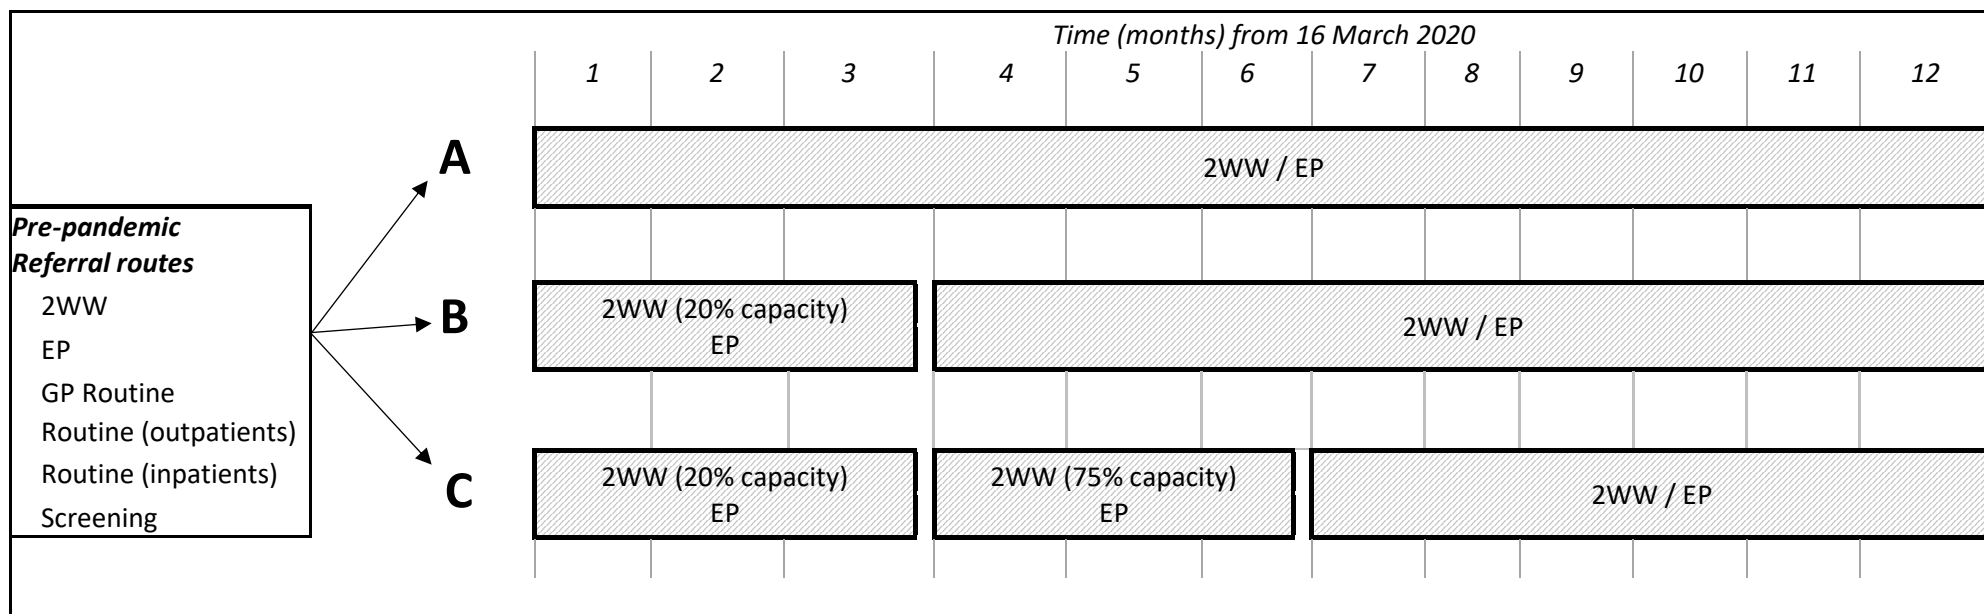 Time (months) from 16 March 2020
1 2 3 4 5 6 7 8 9 10 11 12
A
2WW / EP
Pre-pandemic
Referral routes
2WW
EP
GP Routine
Routine (outpatients)
Routine (inpatients)
Screening
B
2WW (20% capacity)
EP
2WW / EP
C
2WW (20% capacity)
EP
2WW (75% capacity)
EP
2WW / EP